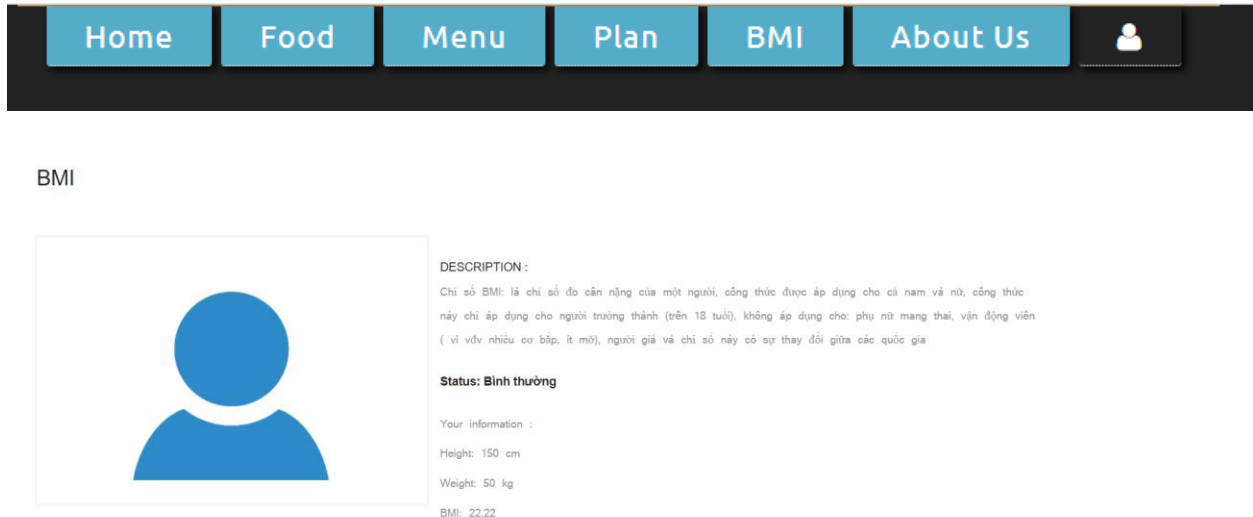 Home Food Menu Plan BMI About Us
BMI
DESCRIPTION :
Chỉ số BMI: là chỉ số đo cân nặng của một người, công thức được áp dụng cho cả nam và nữ, công thức
này chỉ áp dụng cho người trưởng thành (trên 18 tuổi), không áp dụng cho: phụ nữ mang thai, vận động viên
( vì vđv nhiều cơ bắp, ít mỡ), người già và chỉ số này có sự thay đổi giữa các quốc gia
Status: Bình thường
Your information :
Height: 150 cm
Weight: 50 kg
BMI: 22.22